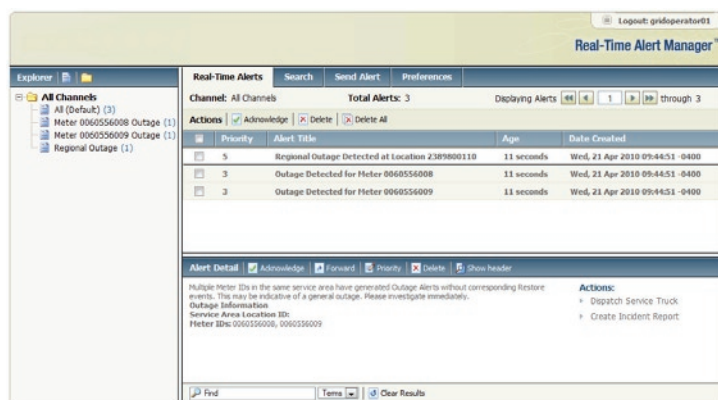 Logout: gridoperator01
Real-Time Alert Manager
Explorer
All Channels
All (Default) (3)
Meter 0060556008 Outage (1)
Meter 0060556009 Outage (1)
Regional Outage (1)
Real-Time Alerts Search Send Alert Preferences
Channel: All Channels Total Alerts: 3 Displaying Alerts 1 through 3
Actions Acknowledge Delete Delete All
Priority Alert Title Age Date Created
5 Regional Outage Detected at Location 2389800110 11 seconds Wed, 21 Apr 2010 09:44:51 -0400
3 Outage Detected for Meter 0060556008 11 seconds Wed, 21 Apr 2010 09:44:51 -0400
3 Outage Detected for Meter 0060556009 11 seconds Wed, 21 Apr 2010 09:44:51 -0400
Alert Detail Acknowledge Forward Priority Delete Show header
Multiple Meter IDs in the same service area have generated Outage Alerts without corresponding Restore
events. This may be indicative of a general outage. Please investigate immediately.
Outage Information
Service Area Location ID:
Meter IDs: 0060556008, 0060556009
Actions:
Dispatch Service Truck
Create Incident Report
Find Terms Clear Results